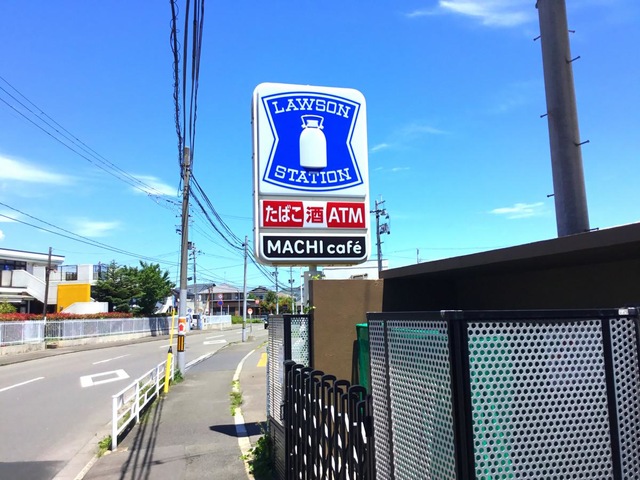 LAWSON
STATION
たばこ 酒 ATM
MACHI café